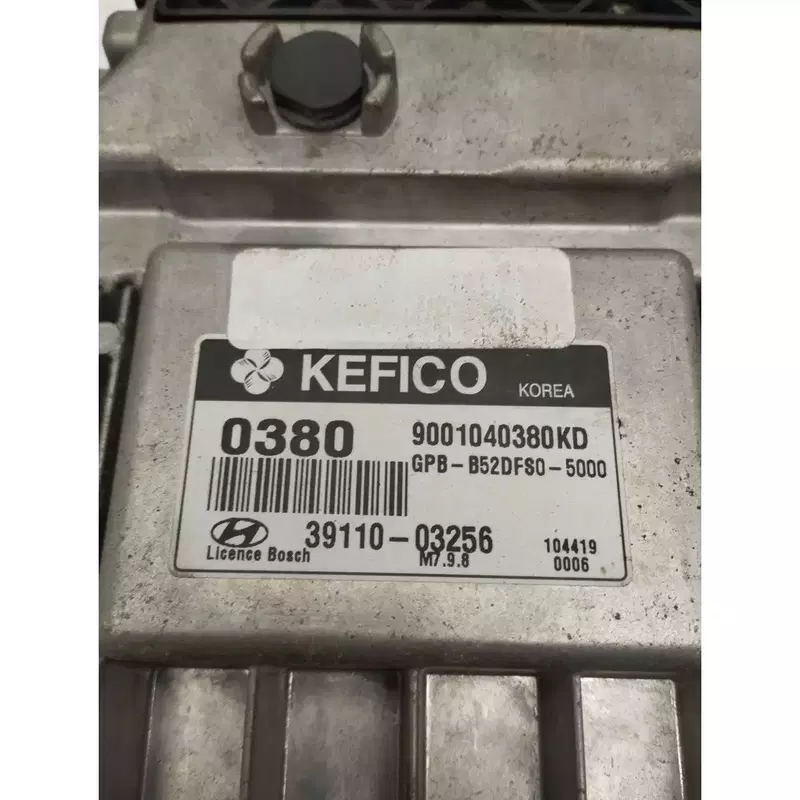 KEFICO KOREA
0380 9001040380KD
GPB-B52DFS0-5000
39110-03256 104419
Licence Bosch M7.9.8 0006